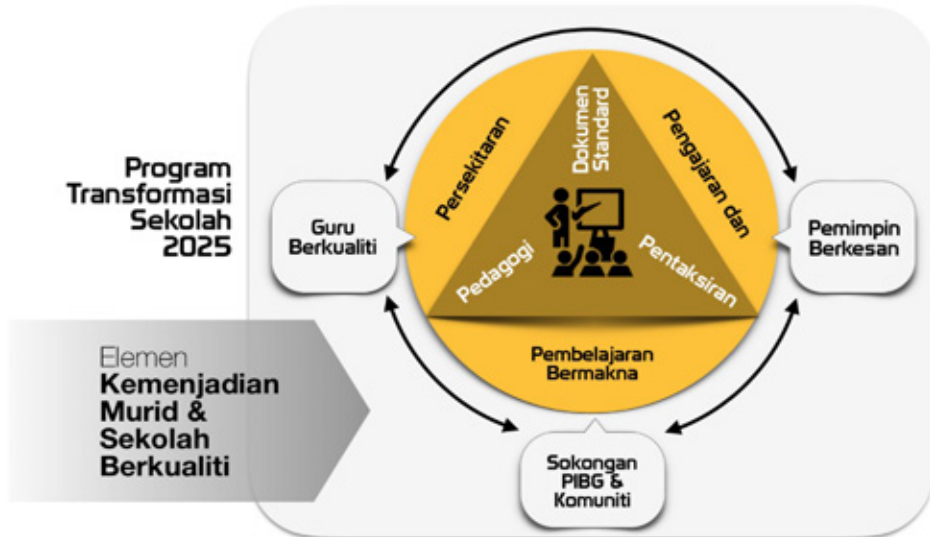 Program
Transformasi
Sekolah
2025
Elemen
Kemenjadian
Murid &
Sekolah
Berkualiti
Guru
Berkualiti
Persekitaran
Pengajaran dan
Pembelajaran
Bermakna
Dokumen
Standard
Pedagogi
Pentaksiran
Pemimpin
Berkesan
Sokongan
PIBG &
Komuniti